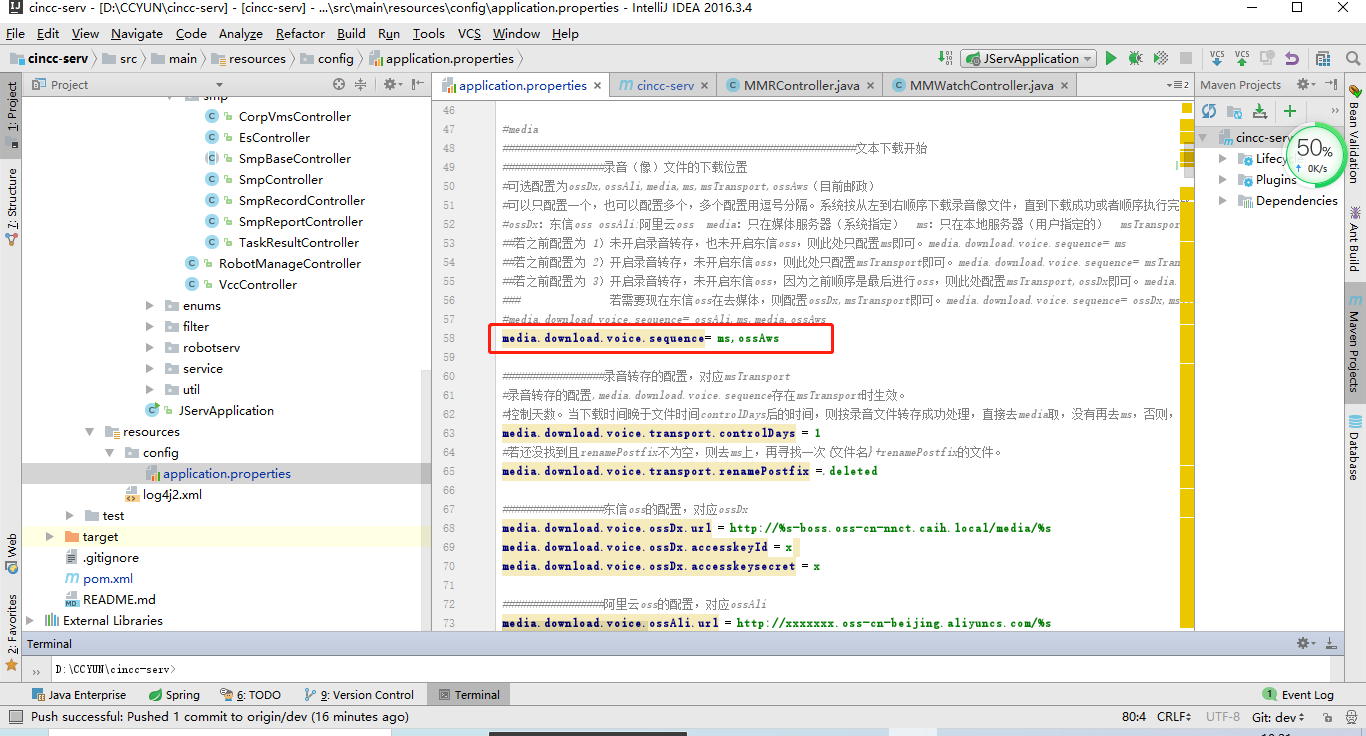 cincc-serv - [D:\CCYUN\cincc-serv] - [cincc-serv] - ...\src\main\resources\config\application.properties - IntelliJ IDEA 2016.3.4
File Edit View Navigate Code Analyze Refactor Build Run Tools VCS Window Help
cincc-serv src main resources config application.properties JServApplication VCS VCS
1: Project
Project
application.properties cincc-serv MMRController.java MMWatchController.java
Maven Projects
smp
CorpVmsController
EsController
SmpBaseController
SmpController
SmpRecordController
SmpReportController
TaskResultController
RobotManageController
VccController
enums
filter
robotserv
service
util
JServApplication
resources
config
application.properties
log4j2.xml
test
target
.gitignore
pom.xml
README.md
External Libraries
7: Structure
Web
2: Favorites
46
47 #media
48 ########################################################文本下载开始
49 ################录音（像）文件的下载位置
50 #可选配置为ossDx,ossAli,media,ms,msTransport,ossAws（目前邮政）
51 #可以只配置一个，也可以配置多个，多个配置用逗号分隔。系统按从左到右顺序下载录音像文件，直到下载成功或者顺序执行完
52 #ossDx：东信oss ossAli:阿里云oss media：只在媒体服务器（系统指定） ms：只在本地服务器（用户指定的） msTransport
53 ##若之前配置为 1）未开启录音转存，也未开启东信oss，则此处只配置ms即可。media.download.voice.sequence= ms
54 ##若之前配置为 2）开启录音转存，未开启东信oss，则此处只配置msTransport即可。media.download.voice.sequence= msTran
55 ##若之前配置为 3）开启录音转存，未开启东信oss，因为之前顺序是最后进行oss，则此处配置msTransport,ossDx即可。media.
56 ### 若需要现在东信oss在去媒体，则配置ossDx,msTransport即可。media.download.voice.sequence= ossDx,ms
57 #media.download.voice.sequence= ossAli,ms,media,ossAws
58 media.download.voice.sequence= ms,ossAws
59
60 ################录音转存的配置，对应msTransport
61 #录音转存的配置,media.download.voice.sequence存在msTransport时生效。
62 #控制天数。当下载时间晚于文件时间controlDays后的时间，则按录音文件转存成功处理，直接去media取，没有再去ms，否则，
63 media.download.voice.transport.controlDays = 1
64 #若还没找到且renamePostfix不为空，则去ms上，再寻找一次{文件名}+renamePostfix的文件。
65 media.download.voice.transport.renamePostfix =.deleted
66
67 ################东信oss的配置，对应ossDx
68 media.download.voice.ossDx.url = http://%s-boss.oss-cn-nnct.caih.local/media/%s
69 media.download.voice.ossDx.accesskeyId = x
70 media.download.voice.ossDx.accesskeysecret = x
71
72 ################阿里云oss的配置，对应ossAli
73 media.download.voice.ossAli.url = http://xxxxxxx.oss-cn-beijing.aliyuncs.com/%s
cincc-serv
Plugins
Dependencies
50%
0K/s
Bean Validation
Ant Build
Maven Projects
Database
Terminal
D:\CCYUN\cincc-serv>
Java Enterprise Spring 6: TODO 9: Version Control Terminal 1 Event Log
Push successful: Pushed 1 commit to origin/dev (16 minutes ago) 80:4 CRLF UTF-8 Git: dev